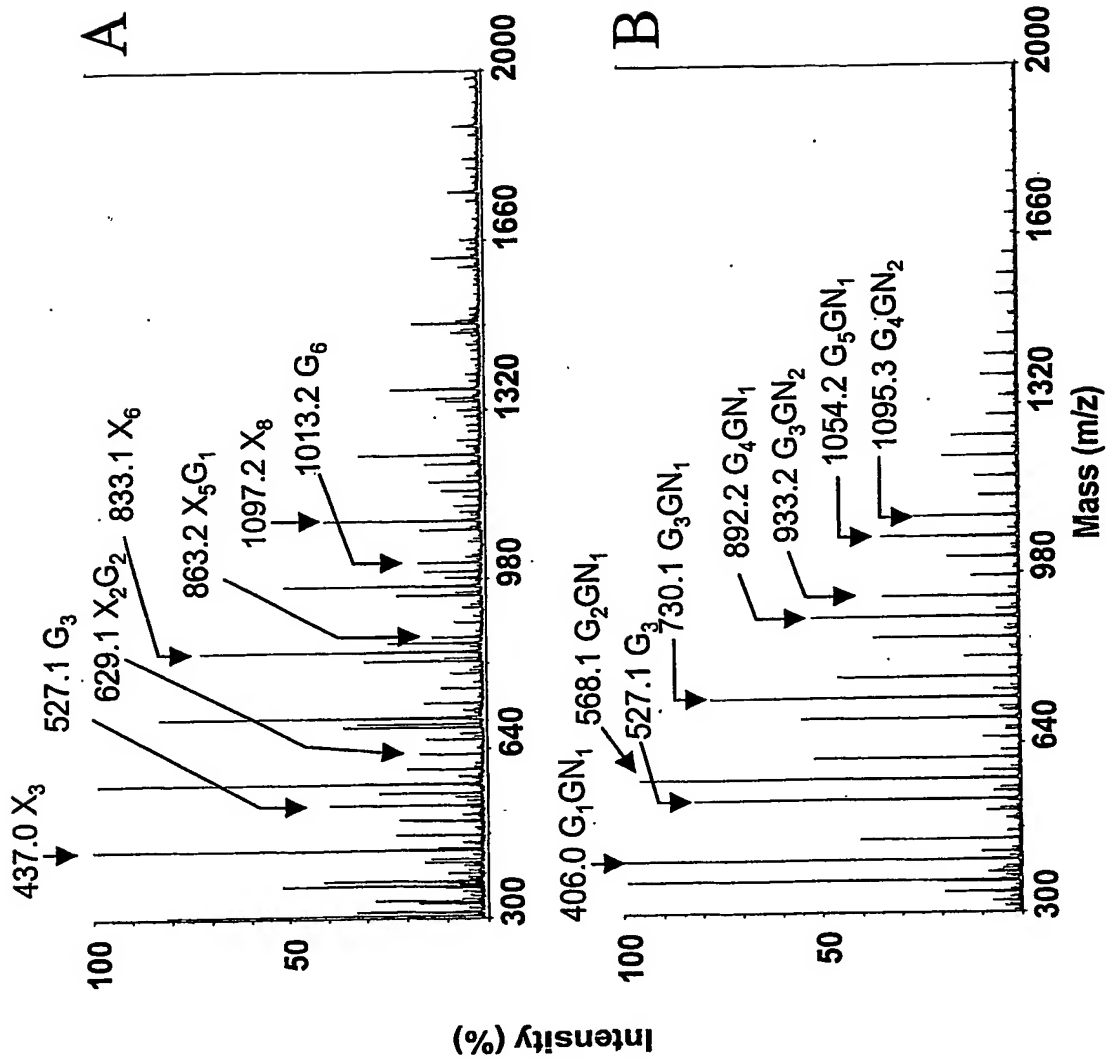 A
437.0 X₃
527.1 G₃
629.1 X₂G₂
833.1 X₆
863.2 X₅G₁
1097.2 X₈
1013.2 G₆
100
50
300
640
980
1320
1660
2000
B
406.0 G₁GN₁
568.1 G₂GN₁
527.1 G₃
730.1 G₃GN₁
892.2 G₄GN₁
933.2 G₃GN₂
1054.2 G₅GN₁
1095.3 G₄GN₂
100
50
300
640
980
1320
1660
2000
Mass (m/z)
Intensity (%)